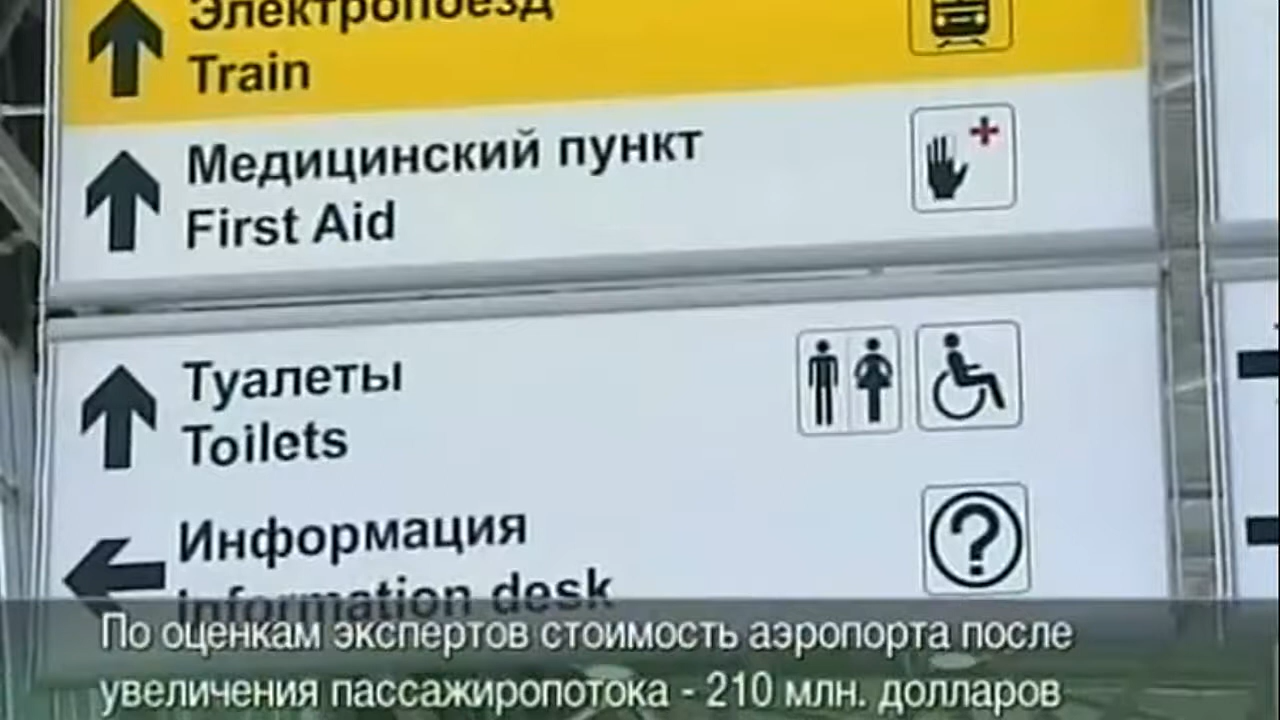 Электропоезд
Train
Медицинский пункт
First Aid
Туалеты
Toilets
Информация
Information desk
По оценкам экспертов стоимость аэропорта после
увеличения пассажиропотока - 210 млн. долларов